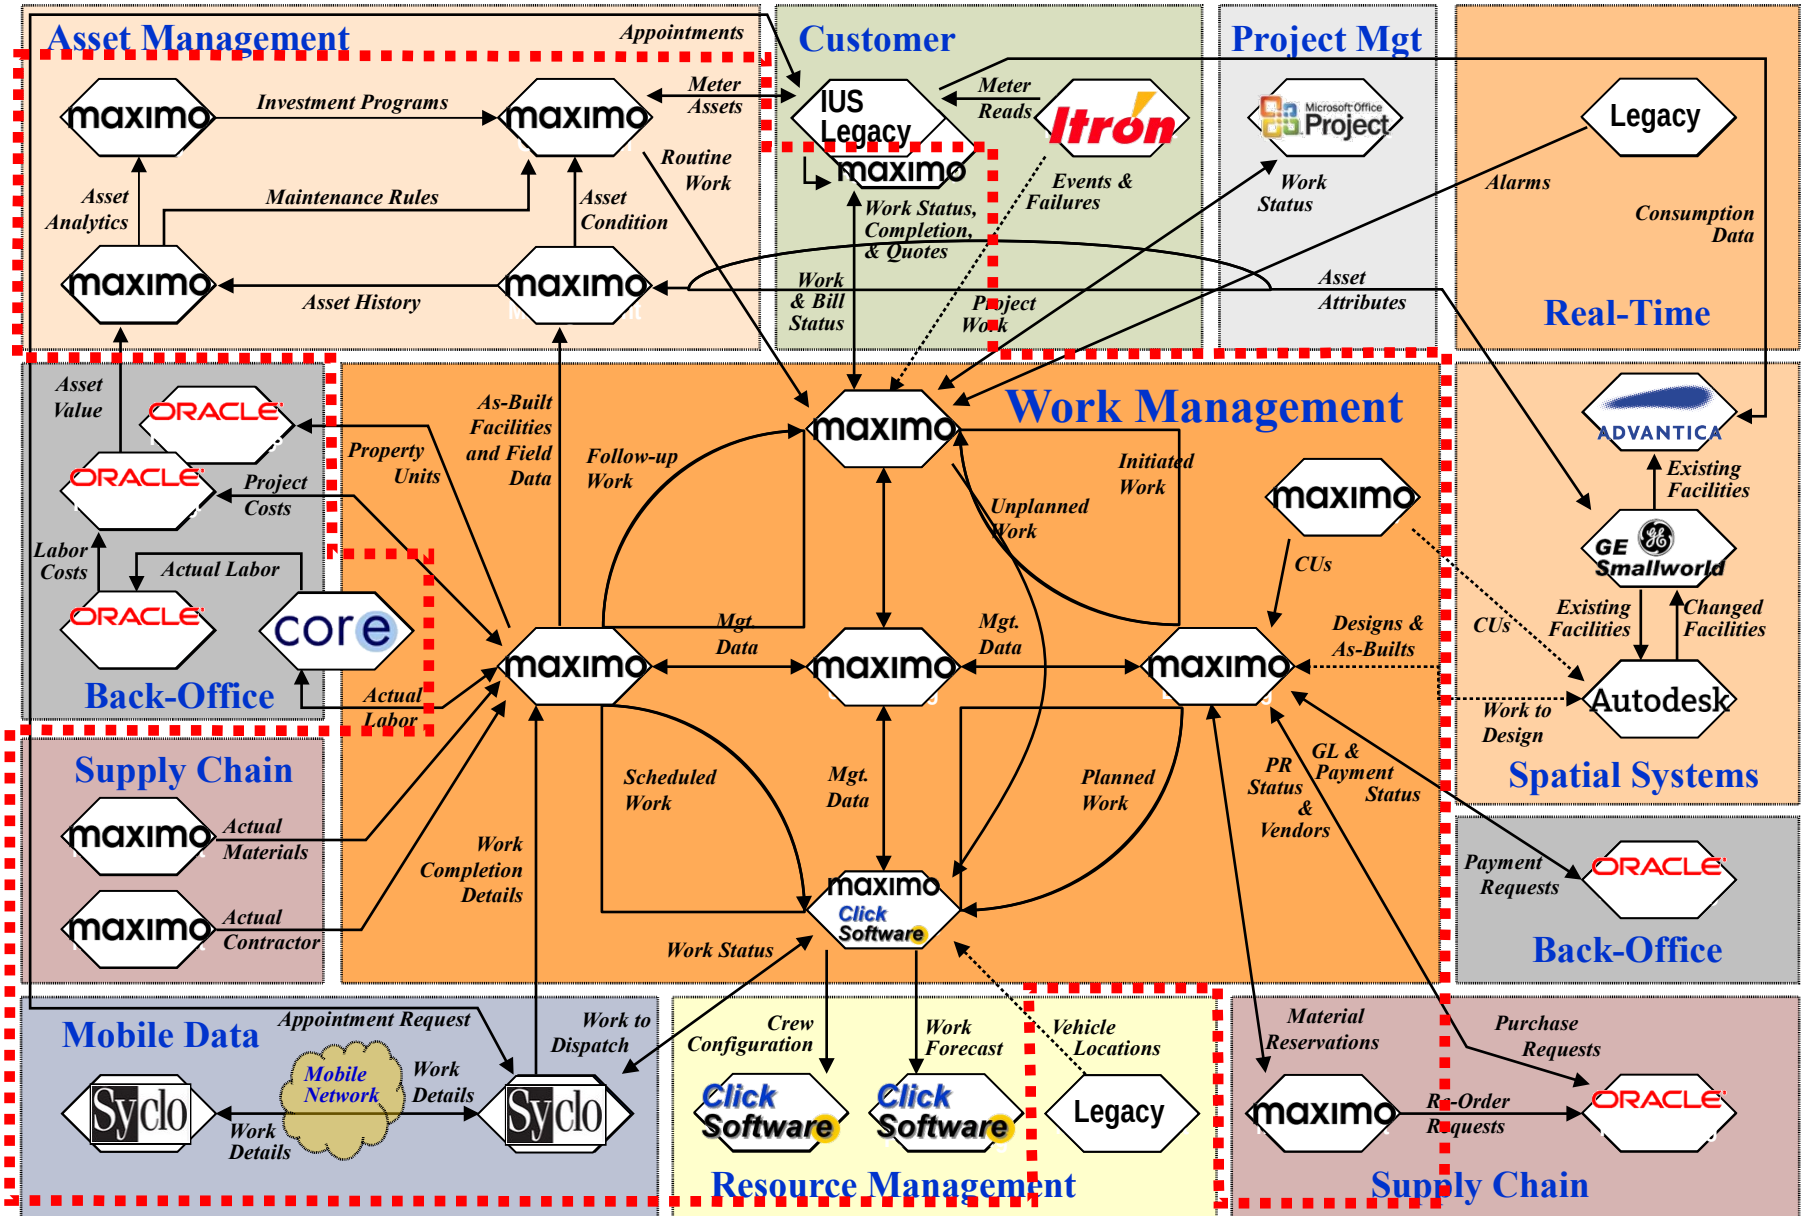 Asset Management
Appointments
maximo
Investment Programs
maximo
Meter
Assets
Routine
Work
Asset
Analytics
Maintenance Rules
Asset
Condition
maximo
Asset History
maximo
Customer
IUS
Legacy
maximo
Meter
Reads
Itron
Events &
Failures
Work Status,
Completion,
& Quotes
Work
& Bill
Status
Project
Work
Project Mgt
Microsoft Office
Project
Work
Status
Asset
Attributes
Legacy
Alarms
Consumption
Data
Real-Time
Asset
Value
ORACLE
ORACLE
Labor
Costs
Actual Labor
ORACLE
core
Back-Office
Property
Units
Project
Costs
Actual
Labor
As-Built
Facilities
and Field
Data
Follow-up
Work
maximo
Work Management
Initiated
Work
Unplanned
Work
maximo
CUs
maximo
Mgt.
Data
maximo
Mgt.
Data
maximo
Designs &
As-Builts
Scheduled
Work
Mgt.
Data
Planned
Work
PR
Status
&
Vendors
GL &
Payment
Status
Work
Completion
Details
maximo
Click
Software
Work Status
ADVANTICA
Existing
Facilities
GE
Smallworld
Existing
Facilities
Changed
Facilities
CUs
Autodesk
Work to
Design
Spatial Systems
Payment
Requests
ORACLE
Back-Office
Supply Chain
maximo
Actual
Materials
maximo
Actual
Contractor
Mobile Data
Appointment Request
Work to
Dispatch
Syclo
Mobile
Network
Work
Details
Work
Details
Syclo
Crew
Configuration
Work
Forecast
Vehicle
Locations
Click
Software
Click
Software
Legacy
Resource Management
Material
Reservations
Purchase
Requests
maximo
Re-Order
Requests
ORACLE
Supply Chain